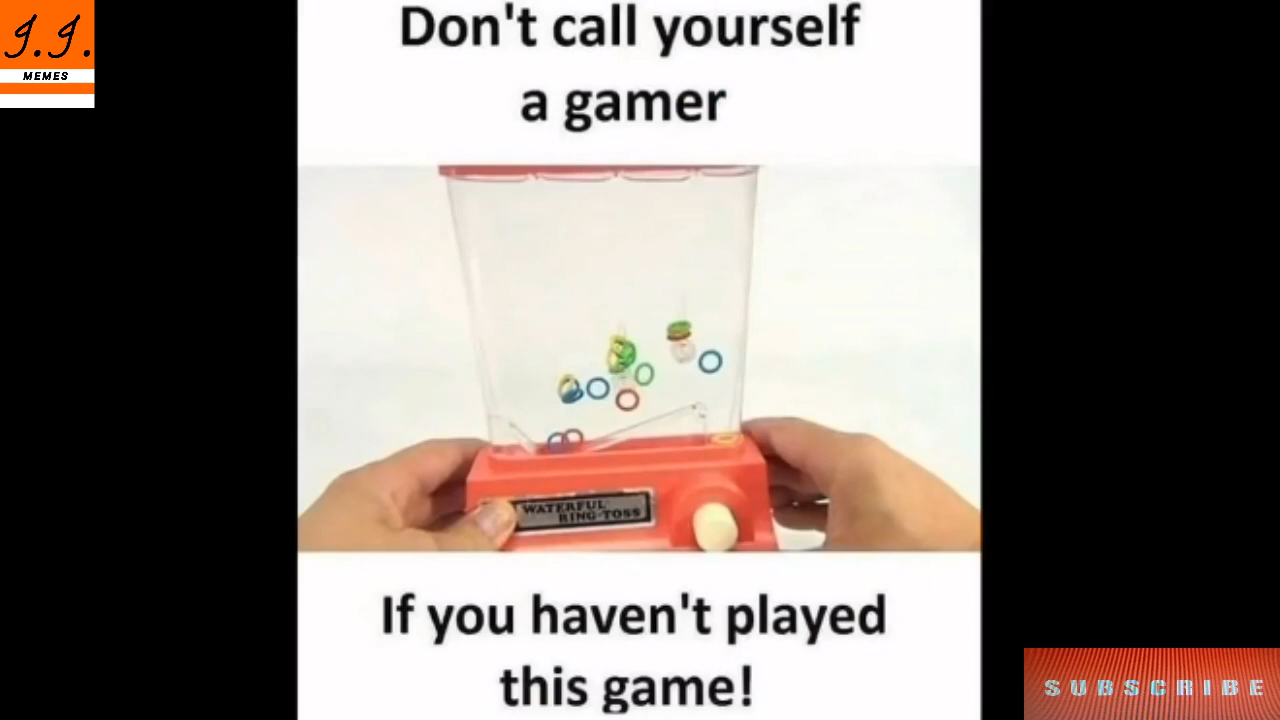 J.J.
MEMES
Don't call yourself
a gamer
WATERFUL
RING-TOSS
If you haven't played
this game!
SUBSCRIBE